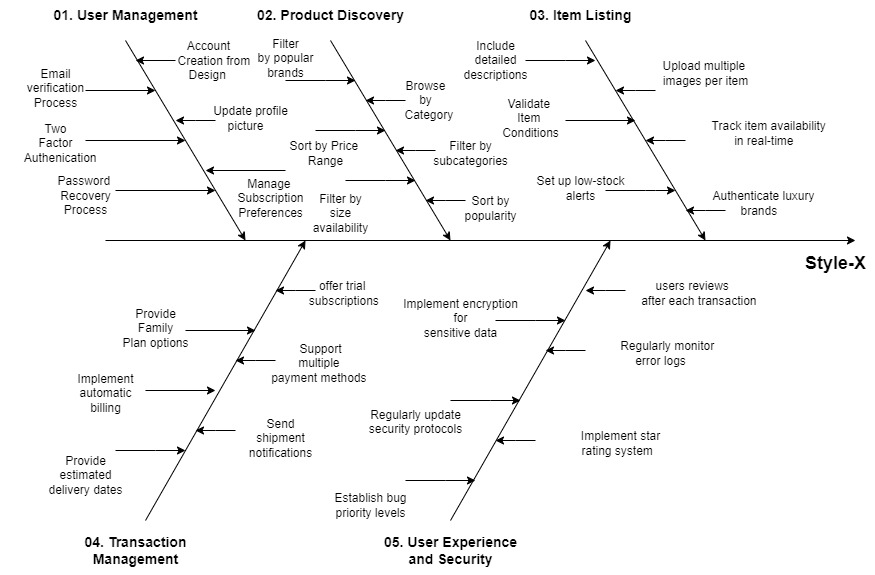 01. User Management
Account
Creation from
Design
Email
verification
Process
Update profile
picture
Two
Factor
Authenication
Password
Recovery
Process
Manage
Subscription
Preferences
02. Product Discovery
Filter
by popular
brands
Browse
by
Category
Sort by Price
Range
Filter by
subcategories
Filter by
size
availability
Sort by
popularity
03. Item Listing
Include
detailed
descriptions
Upload multiple
images per item
Validate
Item
Conditions
Track item availability
in real-time
Set up low-stock
alerts
Authenticate luxury
brands
Style-X
offer trial
subscriptions
Provide
Family
Plan options
Support
multiple
payment methods
Implement
automatic
billing
Send
shipment
notifications
Provide
estimated
delivery dates
04. Transaction
Management
users reviews
after each transaction
Implement encryption
for
sensitive data
Regularly monitor
error logs
Regularly update
security protocols
Implement star
rating system
Establish bug
priority levels
05. User Experience
and Security